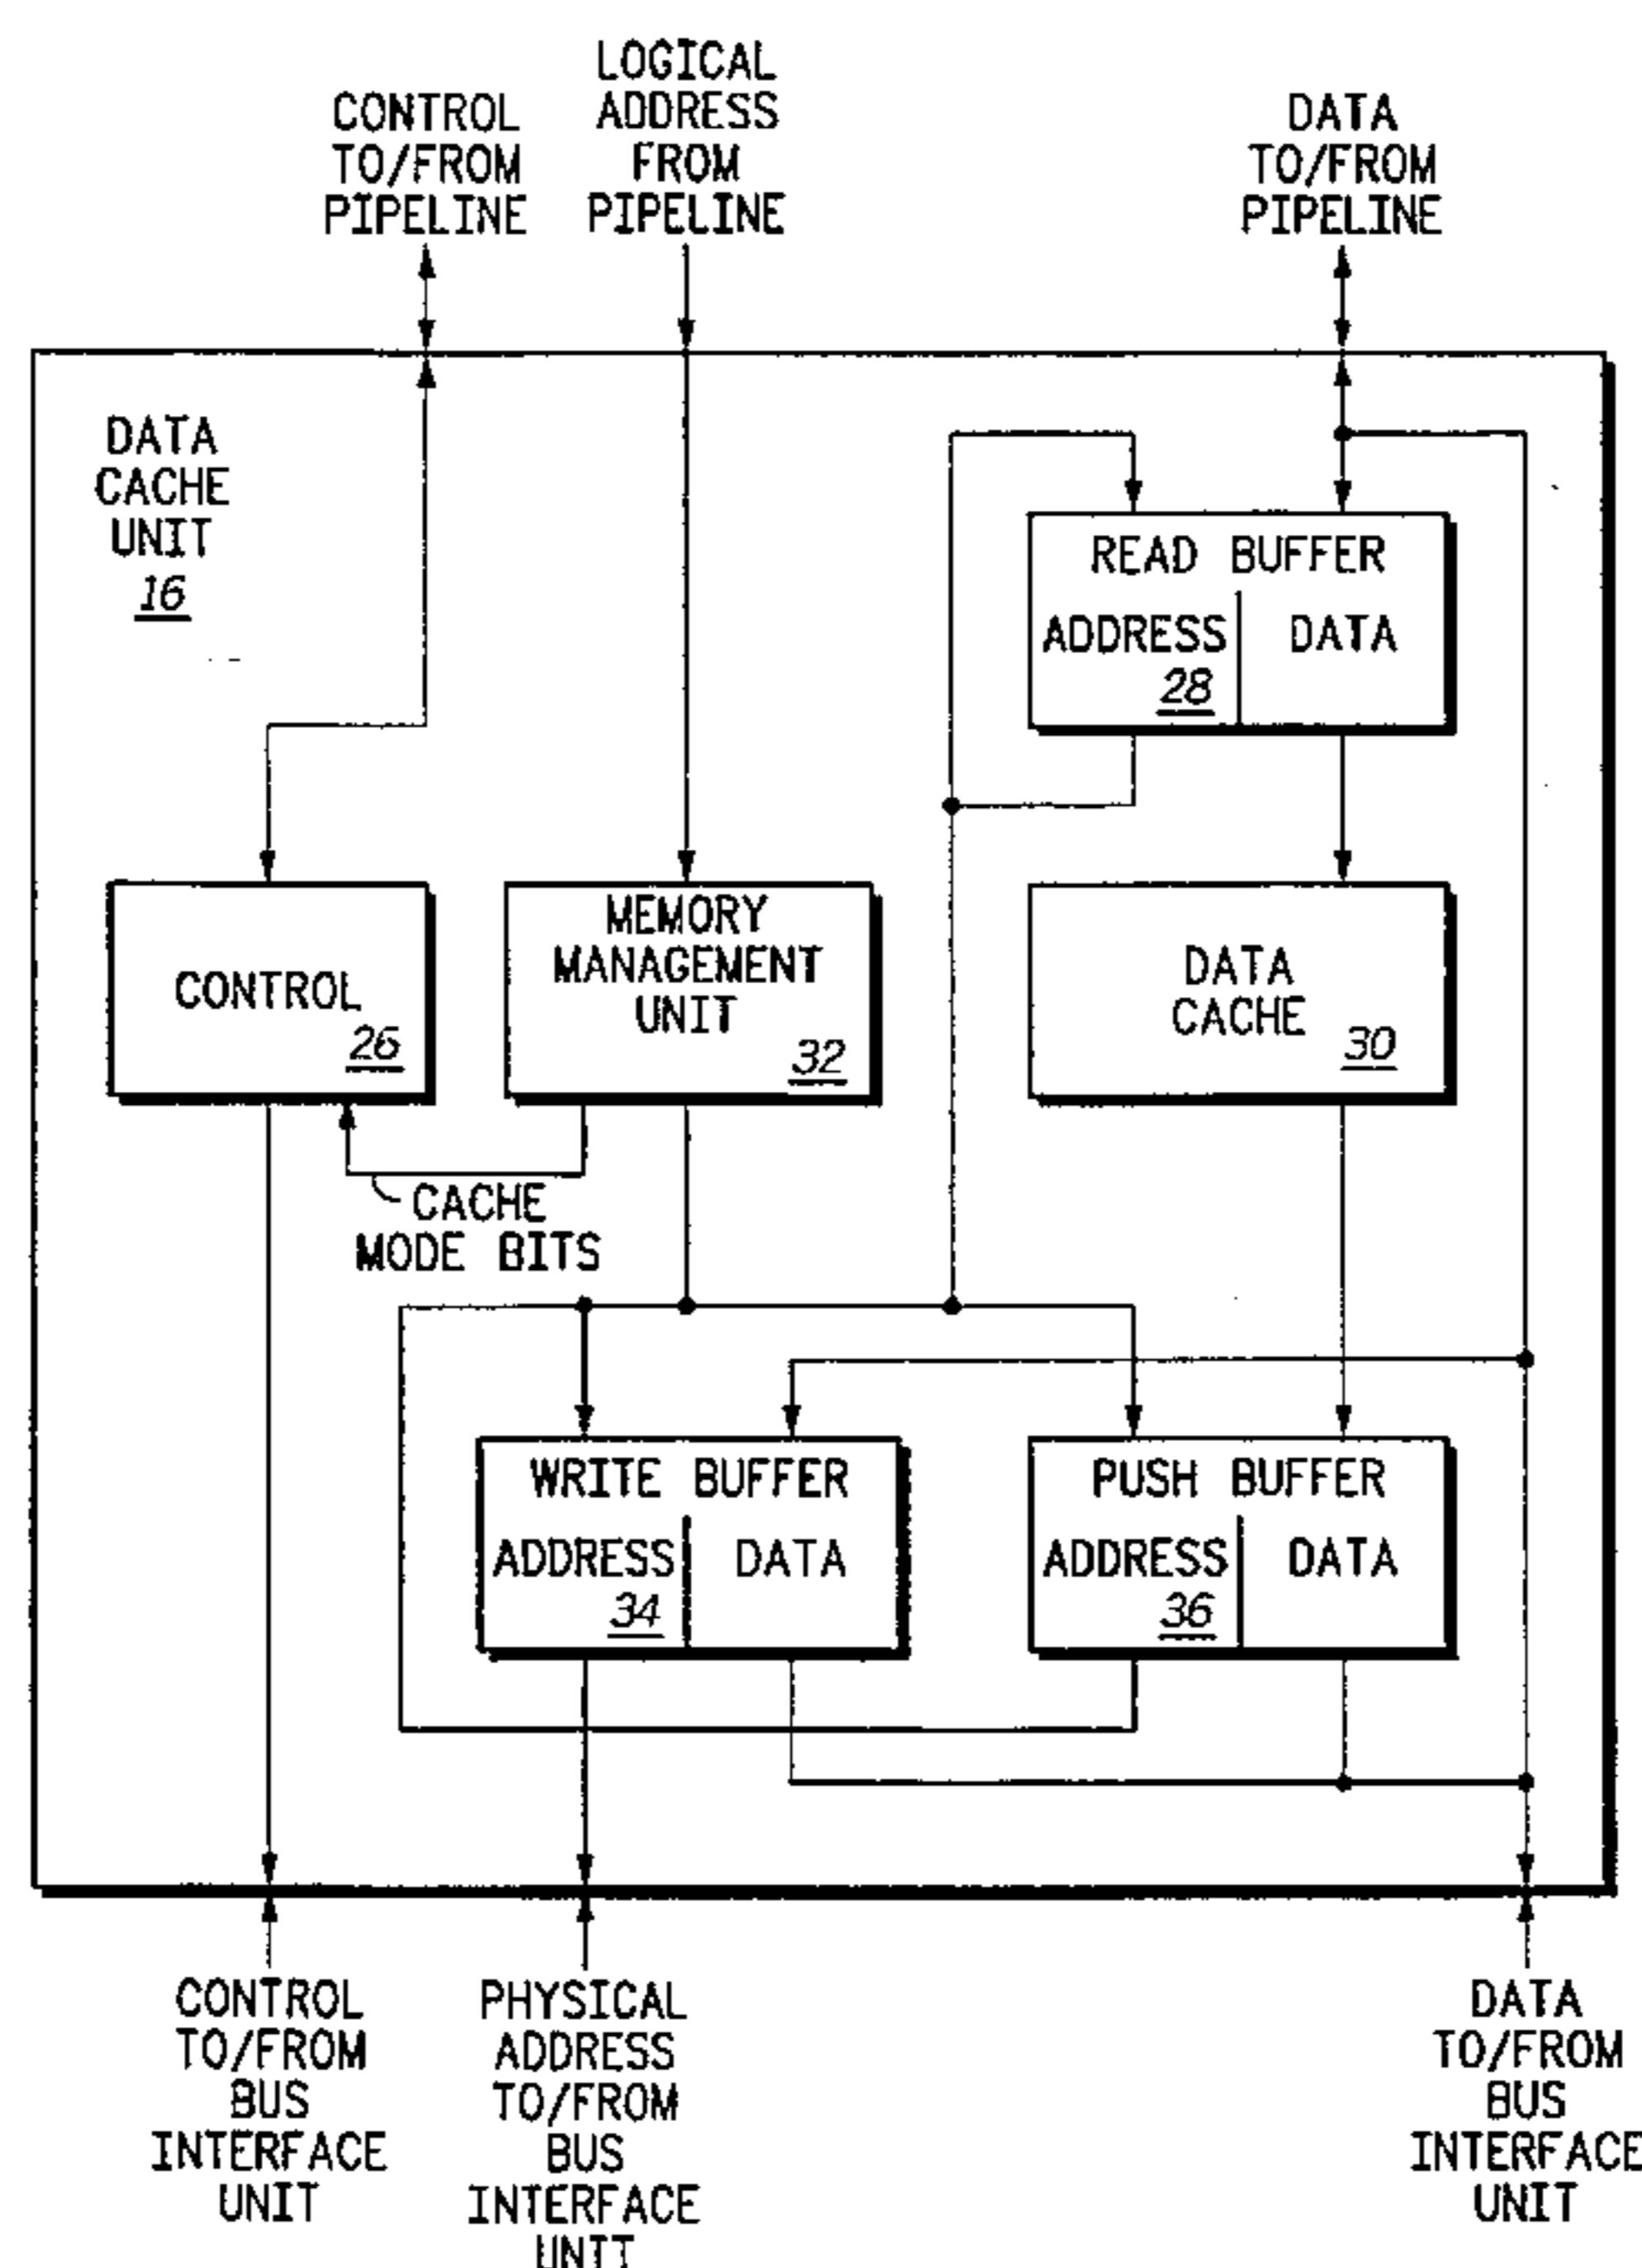 CONTROL
TO/FROM
PIPELINE
LOGICAL
ADDRESS
FROM
PIPELINE
DATA
TO/FROM
PIPELINE
DATA
CACHE
UNIT
16
READ BUFFER
ADDRESS DATA
28
CONTROL
26
MEMORY
MANAGEMENT
UNIT
32
DATA
CACHE
30
CACHE
MODE BITS
WRITE BUFFER
ADDRESS DATA
34
PUSH BUFFER
ADDRESS DATA
36
CONTROL
TO/FROM
BUS
INTERFACE
UNIT
PHYSICAL
ADDRESS
TO/FROM
BUS
INTERFACE
UNIT
DATA
TO/FROM
BUS
INTERFACE
UNIT